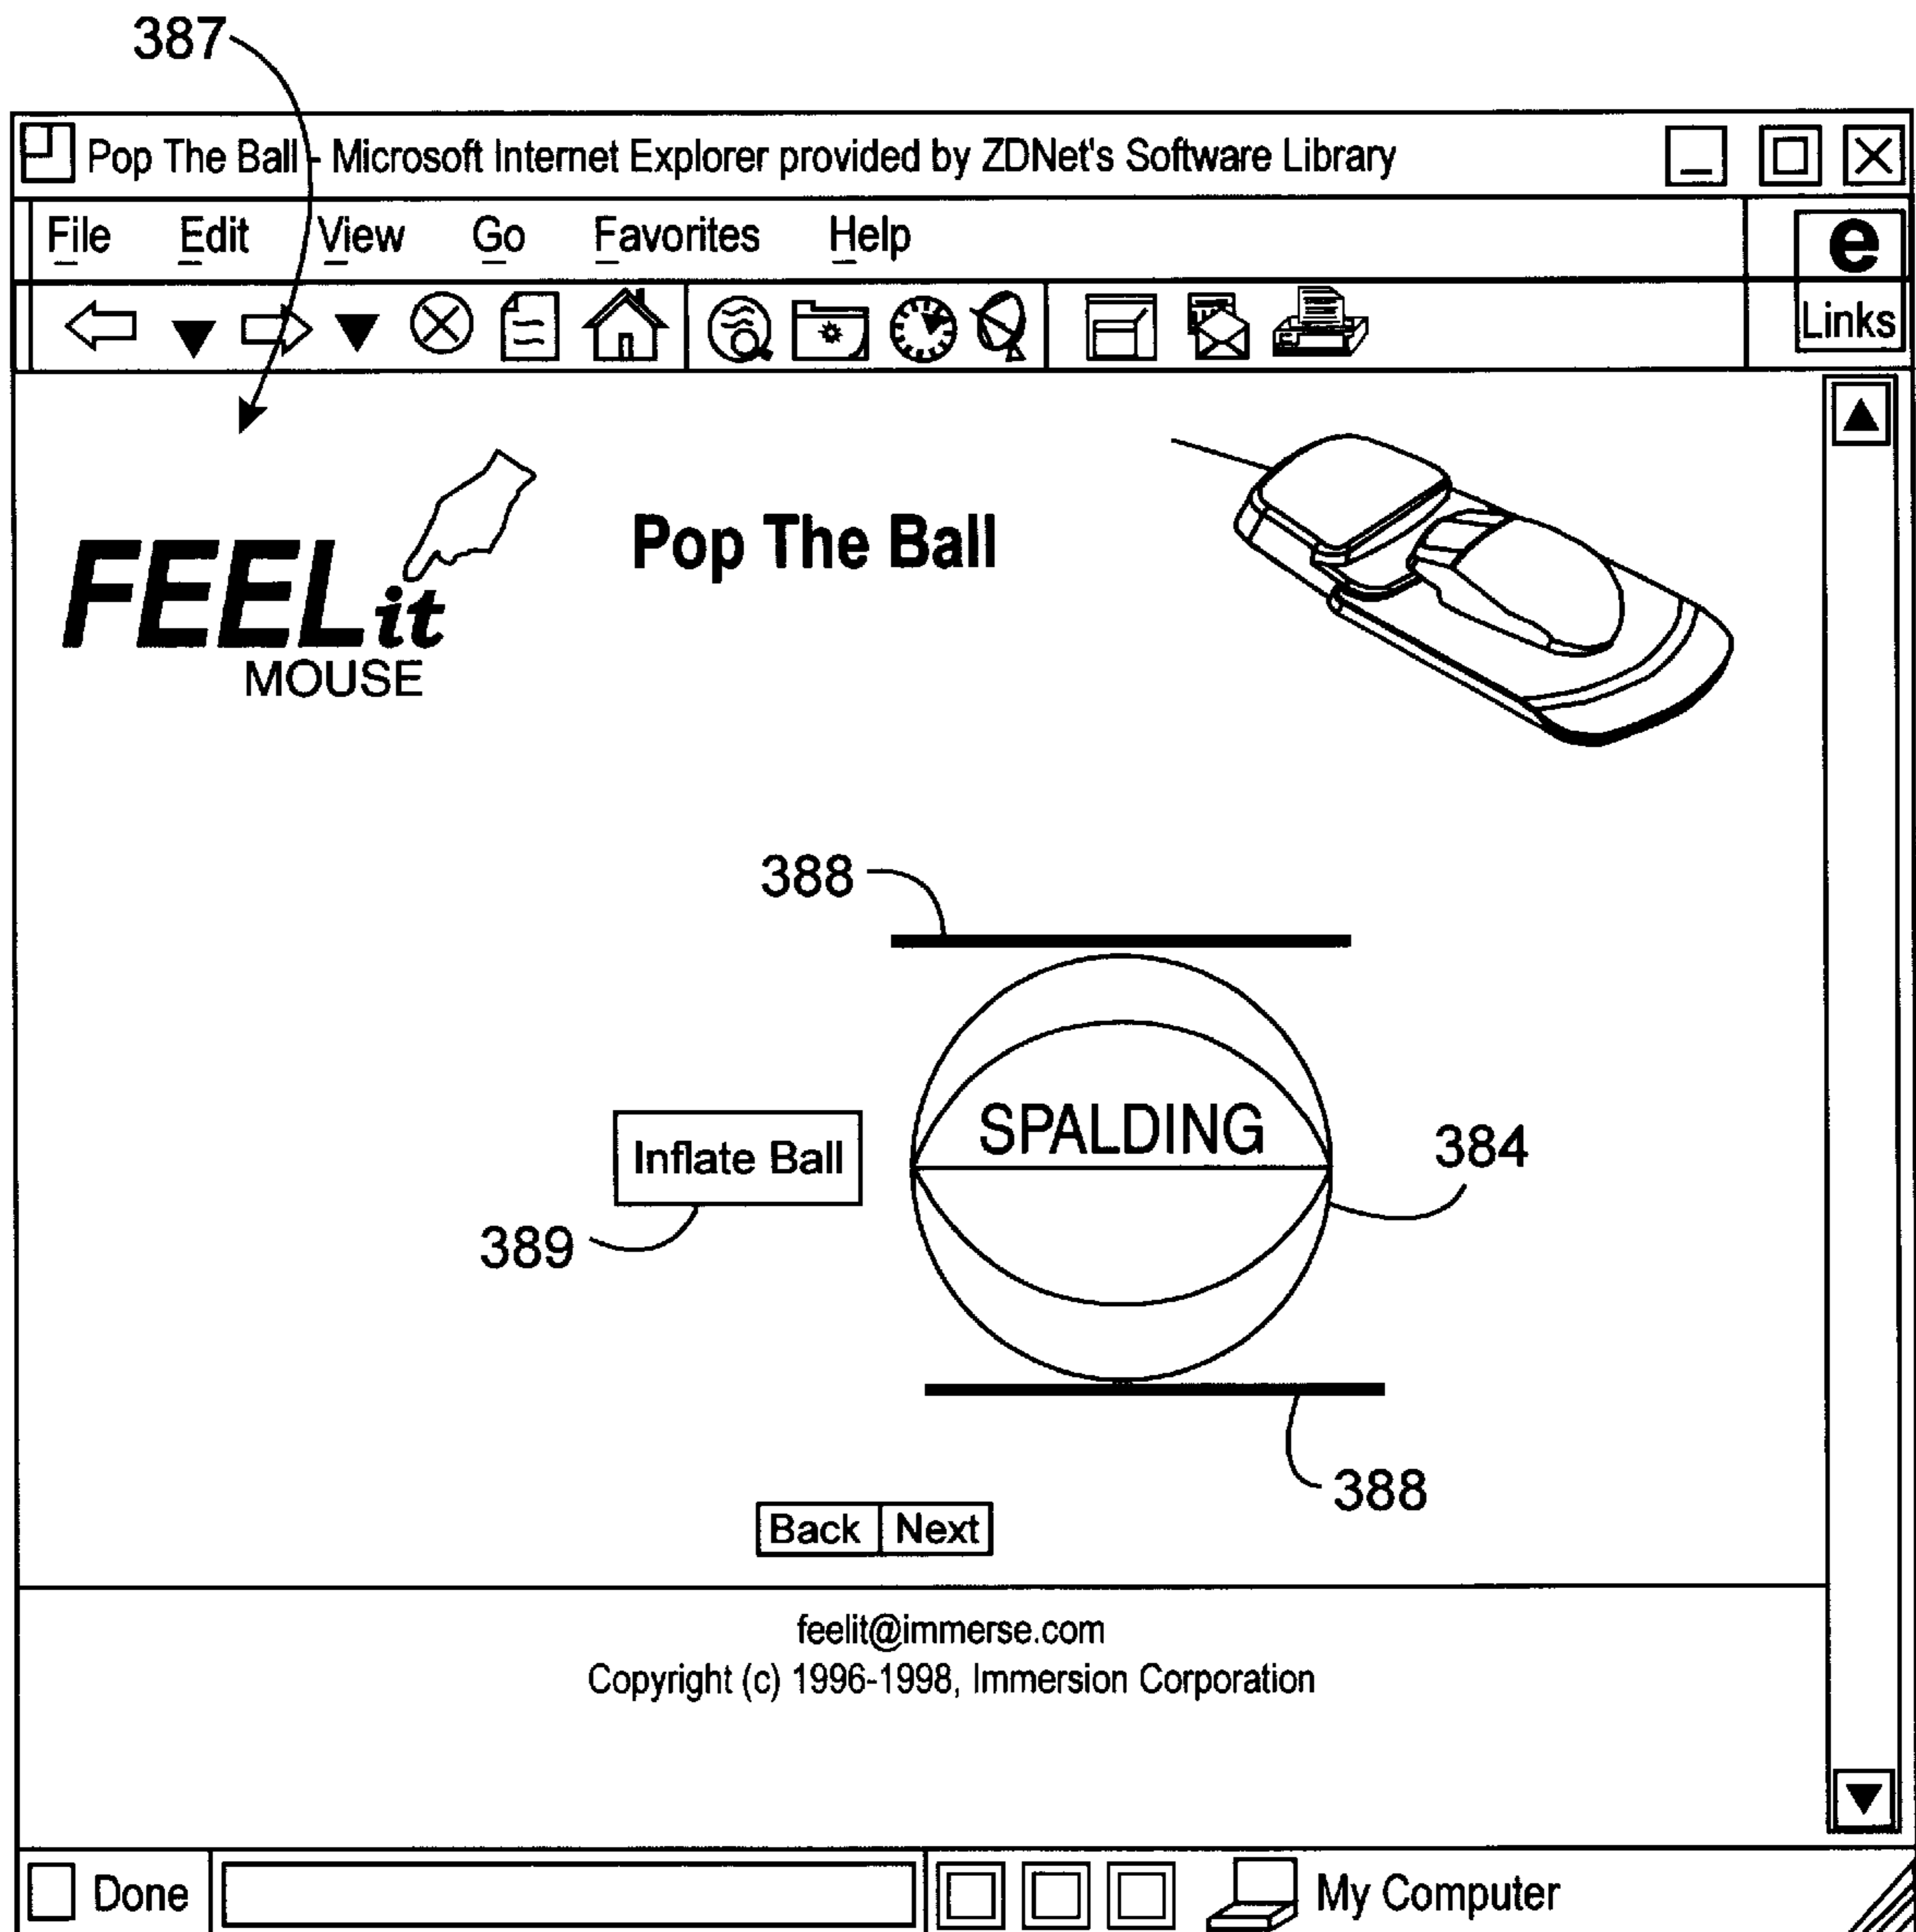 387
Pop The Ball - Microsoft Internet Explorer provided by ZDNet's Software Library
File Edit View Go Favorites Help
e
Links
Pop The Ball
FEELit
MOUSE
388
SPALDING
Inflate Ball
384
389
388
Back Next
feelit@immerse.com
Copyright (c) 1996-1998, Immersion Corporation
Done My Computer